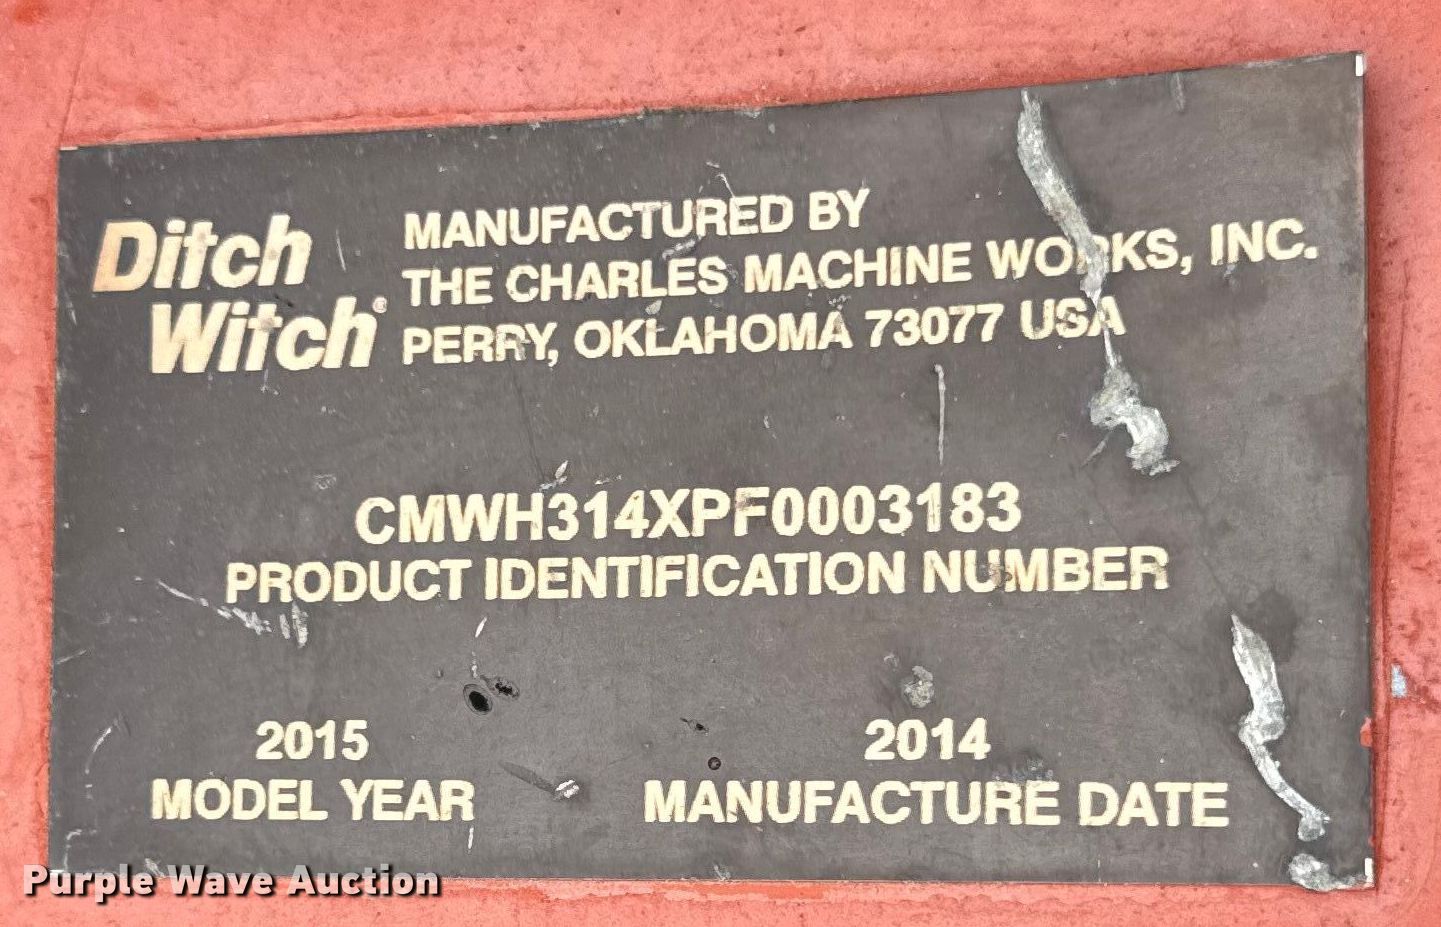 Ditch
Witch®
MANUFACTURED BY
THE CHARLES MACHINE WORKS, INC.
PERRY, OKLAHOMA 73077 USA
CMWH314XPF0003183
PRODUCT IDENTIFICATION NUMBER
2015
MODEL YEAR
2014
MANUFACTURE DATE
Purple Wave Auction